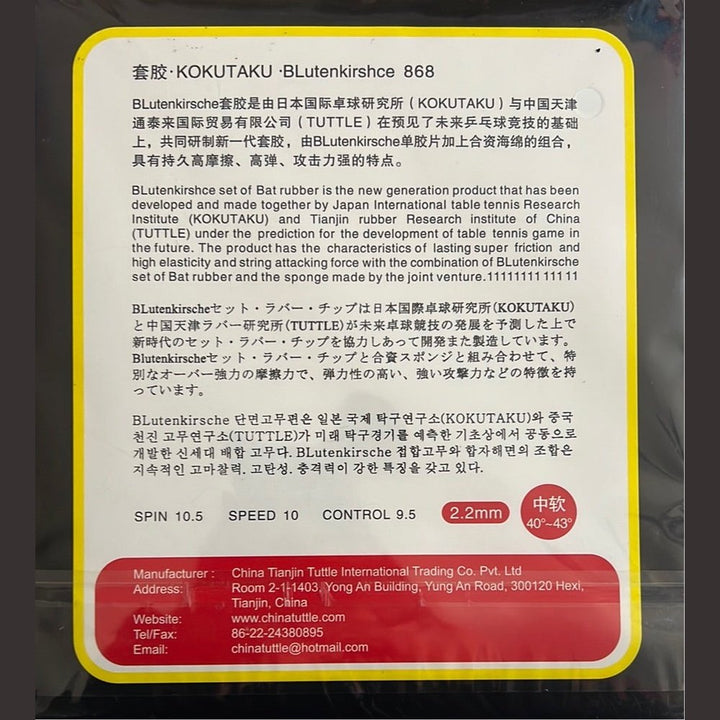 套胶·KOKUTAKU ·BLutenkirshce 868
BLutenkirsche套胶是由日本国际卓球研究所（KOKUTAKU）与中国天津
通泰来国际贸易有限公司（TUTTLE）在预见了未来乒乓球竞技的基础
上，共同研制新一代套胶，由BLutenkirsche单胶片加上合资海绵的组合，
具有持久高摩擦、高弹、攻击力强的特点。
BLutenkirshce set of Bat rubber is the new generation product that has been
developed and made together by Japan International table tennis Research
Institute (KOKUTAKU) and Tianjin rubber Research institute of China
(TUTTLE) under the prediction for the development of table tennis game in
the future. The product has the characteristics of lasting super friction and
high elasticity and string attacking force with the combination of BLutenkirsche
set of Bat rubber and the sponge made by the joint venture.11111111 111 11
BLutenkirscheセット・ラバー・チップは日本国際卓球研究所(KOKUTAKU)
と中国天津ラバー研究所(TUTTLE)が未来卓球競技の発展を予測した上で
新時代のセット・ラバー・チップを協力しあって開発また製造しています。
Blutenkirscheセット・ラバー・チップと合資スポンジと組み合わせて、特
別なオーバー強力の摩擦力で、弾力性の高い、強い攻撃力などの特徴を持
っています。
BLutenkirsche 단면고무편은 일본 국제 탁구연구소(KOKUTAKU)와 중국
천진 고무연구소(TUTTLE)가 미래 탁구경기를 예측한 기초상에서 공동으로
개발한 신세대 배합 고무다. BLutenkirsche 접합고무와 합자해면의 조합은
지속적인 고마찰력. 고탄성. 충격력이 강한 특징을 갖고 있다.
SPIN 10.5 SPEED 10 CONTROL 9.5 2.2mm 中软
40°~43°
Manufacturer : China Tianjin Tuttle International Trading Co. Pvt. Ltd
Address: Room 2-1-1403, Yong An Building, Yung An Road, 300120 Hexi,
Tianjin, China
Website: www.chinatuttle.com
Tel/Fax: 86-22-24380895
Email: chinatuttle@hotmail.com